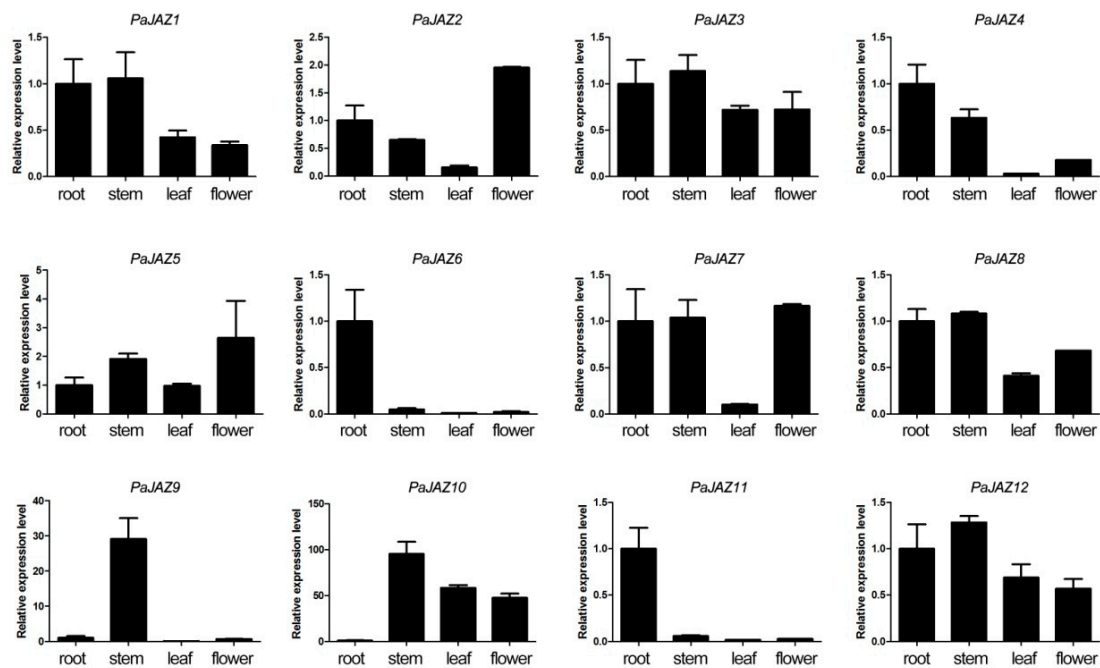 PaJAZ1
Relative expression level
1.5
1.0
0.5
0.0
root stem leaf flower
PaJAZ2
Relative expression level
2.5
2.0
1.5
1.0
0.5
0.0
root stem leaf flower
PaJAZ3
Relative expression level
1.5
1.0
0.5
0.0
root stem leaf flower
PaJAZ4
Relative expression level
1.5
1.0
0.5
0.0
root stem leaf flower
PaJAZ5
Relative expression level
5
4
3
2
1
0
root stem leaf flower
PaJAZ6
Relative expression level
1.5
1.0
0.5
0.0
root stem leaf flower
PaJAZ7
Relative expression level
1.5
1.0
0.5
0.0
root stem leaf flower
PaJAZ8
Relative expression level
1.5
1.0
0.5
0.0
root stem leaf flower
PaJAZ9
Relative expression level
40
30
20
10
0
root stem leaf flower
PaJAZ10
Relative expression level
150
100
50
0
root stem leaf flower
PaJAZ11
Relative expression level
1.5
1.0
0.5
0.0
root stem leaf flower
PaJAZ12
Relative expression level
1.5
1.0
0.5
0.0
root stem leaf flower